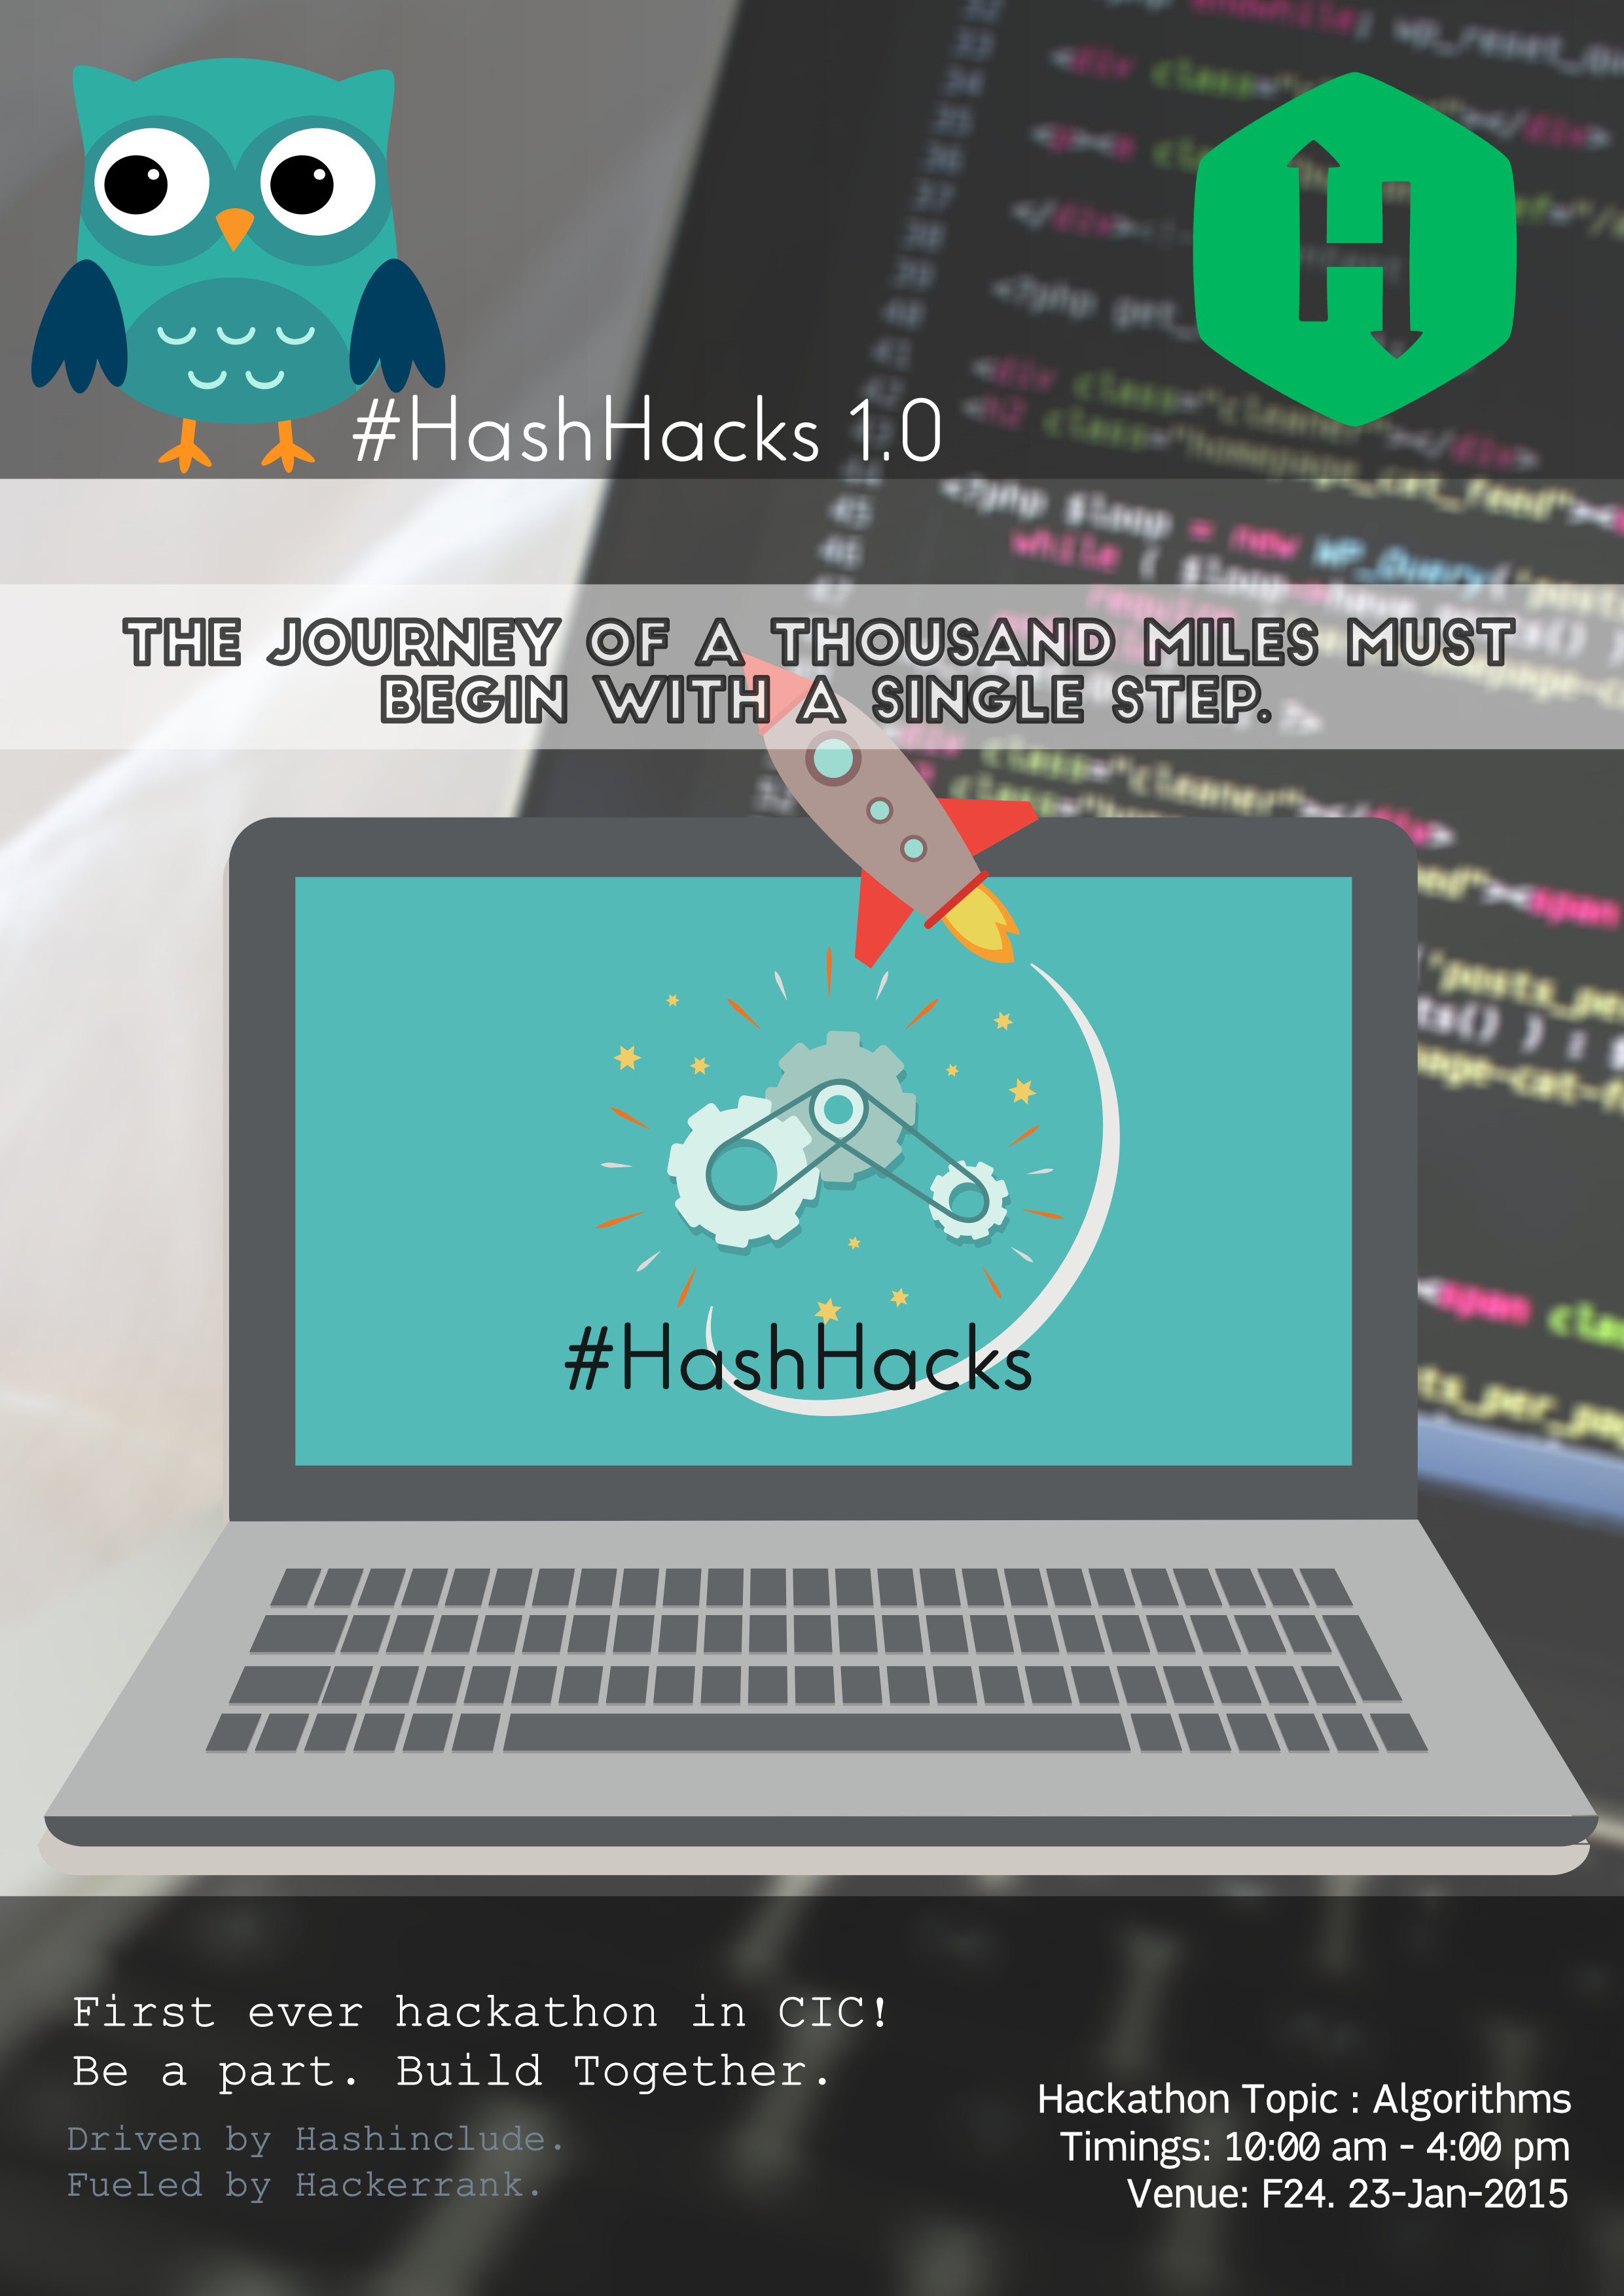 #HashHacks 1.0
THE JOURNEY OF A THOUSAND MILES MUST
BEGIN WITH A SINGLE STEP.
#HashHacks
First ever hackathon in CIC!
Be a part. Build Together.
Driven by Hashinclude.
Fueled by Hackerrank.
Hackathon Topic : Algorithms
Timings: 10:00 am - 4:00 pm
Venue: F24. 23-Jan-2015